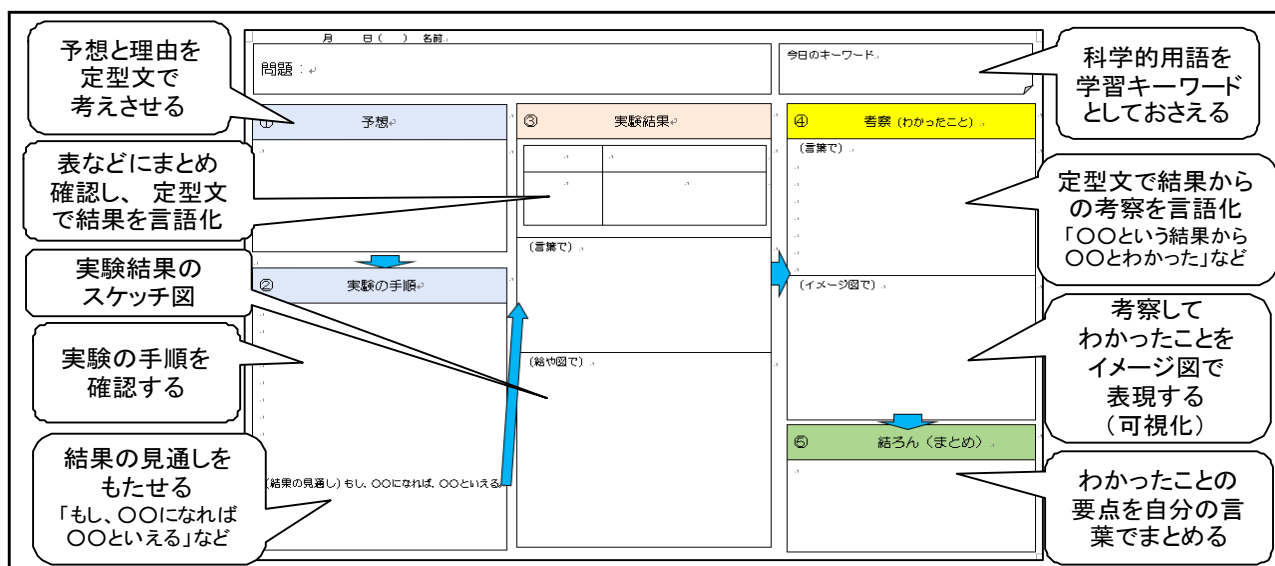 予想と理由を
定型文で
考えさせる
表などにまとめ
確認し、 定型文
で結果を言語化
実験結果の
スケッチ図
実験の手順を
確認する
結果の見通しを
もたせる
「もし、〇〇になれば
〇〇といえる」など
月 日( ) 名前
問題：
今日のキーワード
① 予想
② 実験の手順
(結果の見通し)もし、〇〇になれば、〇〇といえる
③ 実験結果
(言葉で)
(絵や図で)
④ 考察(わかったこと)
(言葉で)
(イメージ図で)
⑤ 結ろん(まとめ)
科学的用語を
学習キーワード
としておさえる
定型文で結果から
の考察を言語化
「〇〇という結果から
〇〇とわかった」など
考察して
わかったことを
イメージ図で
表現する
(可視化)
わかったことの
要点を自分の言
葉でまとめる